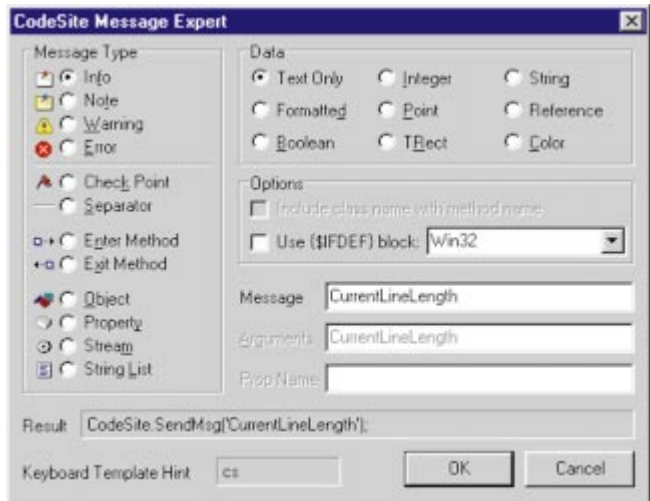 CodeSite Message Expert
Message Type
Info
Note
Warning
Error
Check Point
Separator
Enter Method
Exit Method
Object
Property
Stream
String List
Data
Text Only
Integer
String
Formatted
Point
Reference
Boolean
TRect
Color
Options
Include class name with method name
Use {$IFDEF} block:
Win32
Message
CurrentLineLength
Arguments
CurrentLineLength
Prop Name
Result
CodeSite.SendMsg('CurrentLineLength');
Keyboard Template Hint
cs
OK
Cancel